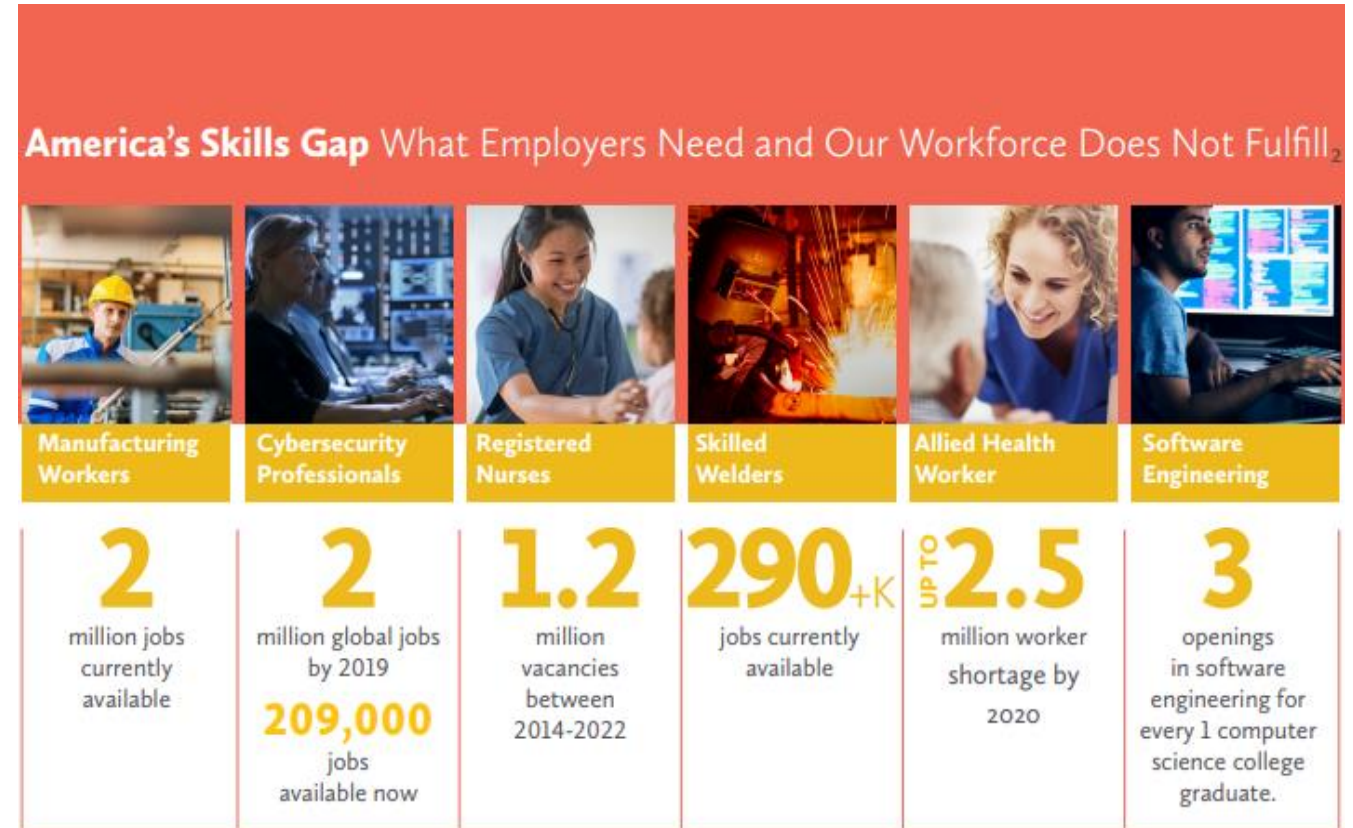 America's Skills Gap What Employers Need and Our Workforce Does Not Fulfill2
Manufacturing
Workers
Cybersecurity
Professionals
Registered
Nurses
Skilled
Welders
Allied Health
Worker
Software
Engineering
2
million jobs
currently
available
2
million global jobs
by 2019
209,000
jobs
available now
1.2
million
vacancies
between
2014-2022
290+K
jobs currently
available
UP TO 2.5
million worker
shortage by
2020
3
openings
in software
engineering for
every 1 computer
science college
graduate.